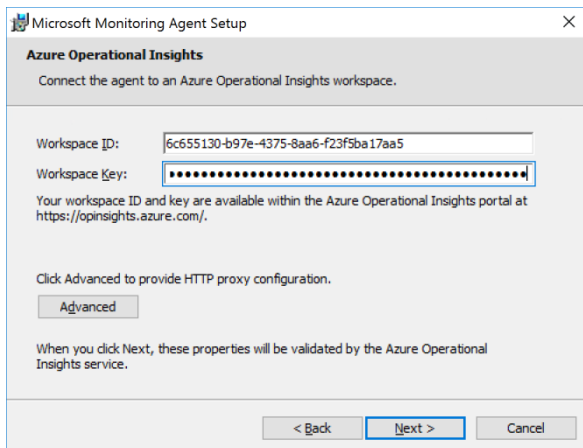 Microsoft Monitoring Agent Setup
Azure Operational Insights
Connect the agent to an Azure Operational Insights workspace.
Workspace ID: 6c655130-b97e-4375-8aa6-f23f5ba17aa5
Workspace Key: ●●●●●●●●●●●●●●●●●●●●●●●●●●●●●●●●●●●●●●●●●●●●
Your workspace ID and key are available within the Azure Operational Insights portal at
https://opinsights.azure.com/.
Click Advanced to provide HTTP proxy configuration.
Advanced
When you click Next, these properties will be validated by the Azure Operational
Insights service.
< Back Next > Cancel